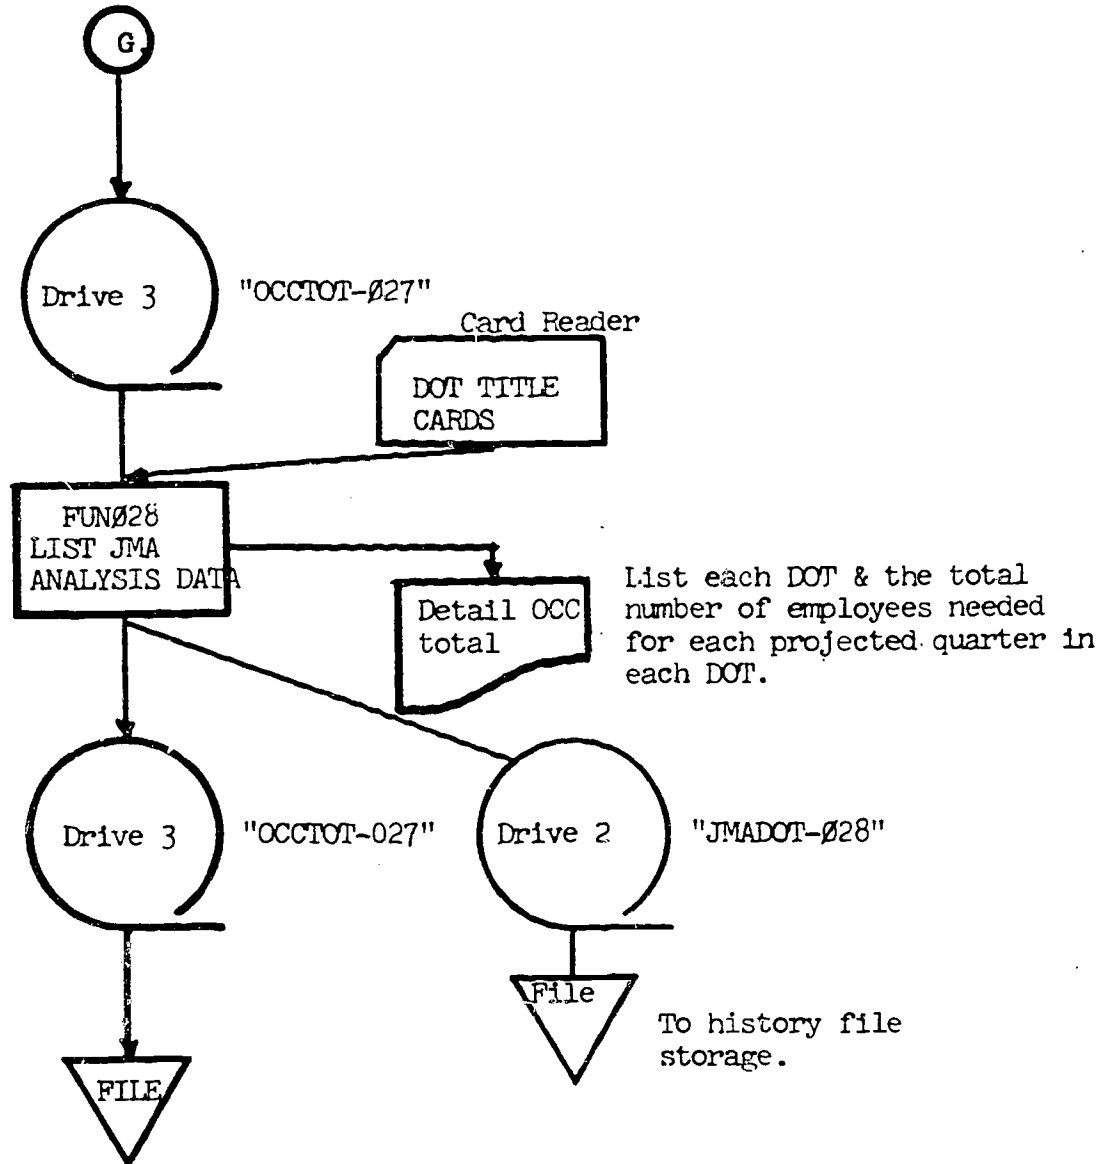 G
Drive 3
"OCCTOT-Ø27"
Card Reader
DOT TITLE
CARDS
FUNØ28
LIST JMA
ANALYSIS DATA
Detail OCC
total
List each DOT & the total
number of employees needed
for each projected quarter in
each DOT.
Drive 3
"OCCTOT-027"
Drive 2
"JMADOT-Ø28"
File
To history file
storage.
FILE